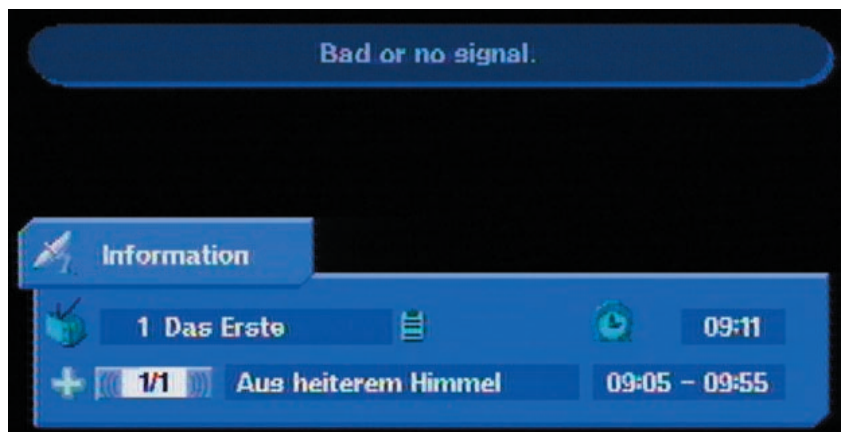 Bad or no signal.
Information
1 Das Erste 09:11
1/1 Aus heiterem Himmel 09:05 - 09:55